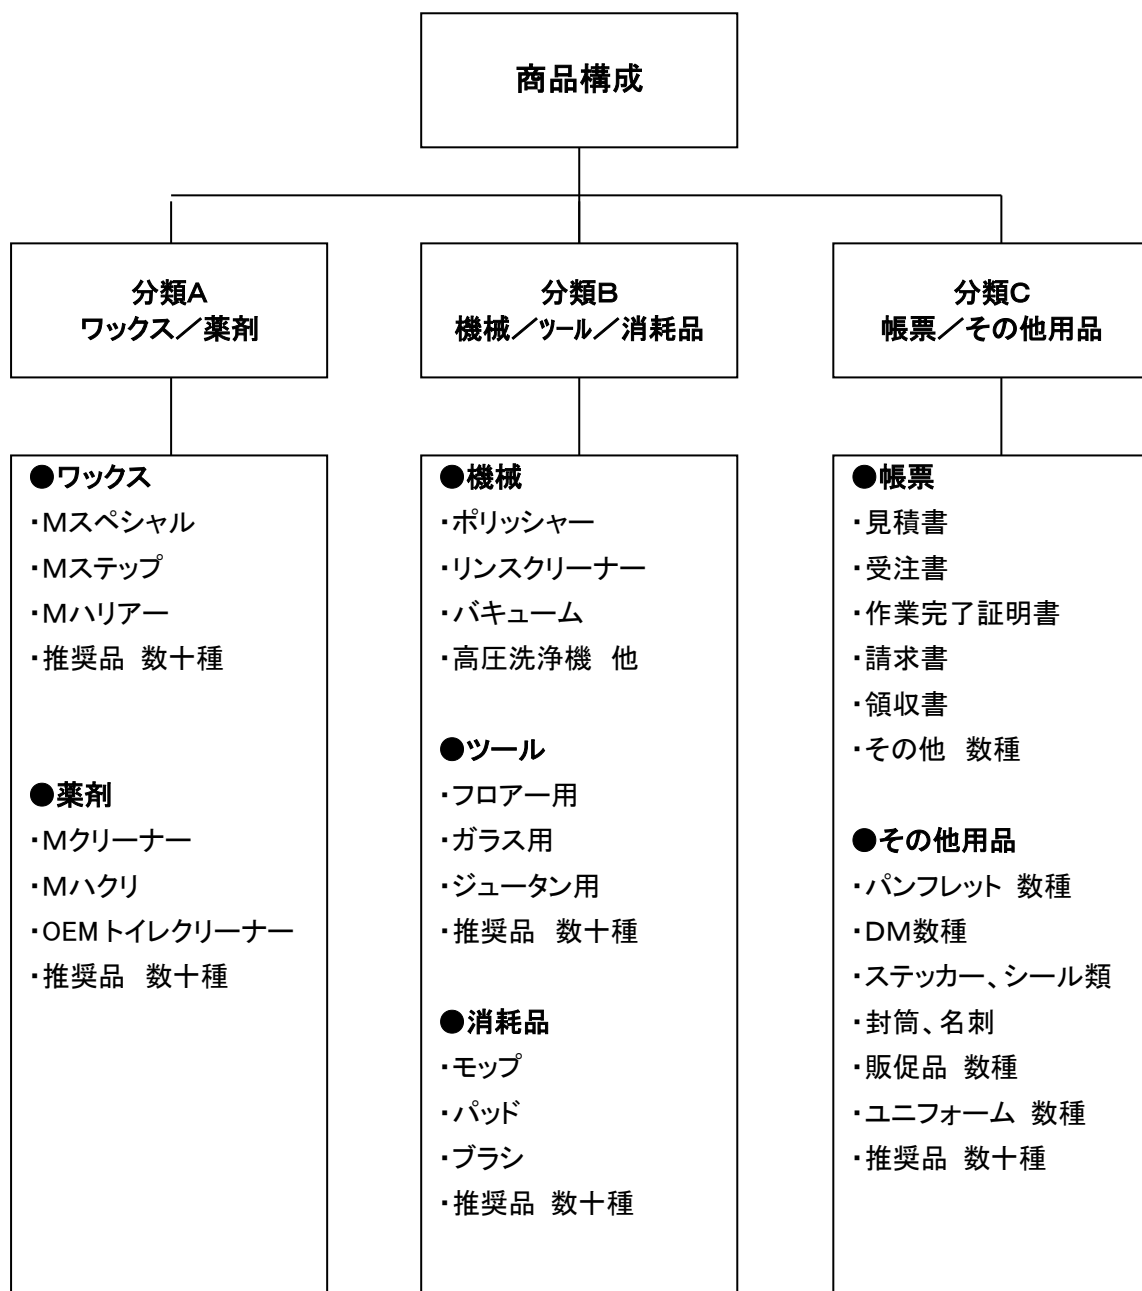 商品構成
分類A
ワックス／薬剤
分類B
機械／ツール／消耗品
分類C
帳票／その他用品
●ワックス
・Mスペシャル
・Mステップ
・Mハリアー
・推奨品 数十種
●薬剤
・Mクリーナー
・Mハクリ
・OEMトイレクリーナー
・推奨品 数十種
●機械
・ポリッシャー
・リンスクリーナー
・バキューム
・高圧洗浄機 他
●ツール
・フロアー用
・ガラス用
・ジュータン用
・推奨品 数十種
●消耗品
・モップ
・パッド
・ブラシ
・推奨品 数十種
●帳票
・見積書
・受注書
・作業完了証明書
・請求書
・領収書
・その他 数種
●その他用品
・パンフレット 数種
・DM数種
・ステッカー、シール類
・封筒、名刺
・販促品 数種
・ユニフォーム 数種
・推奨品 数十種